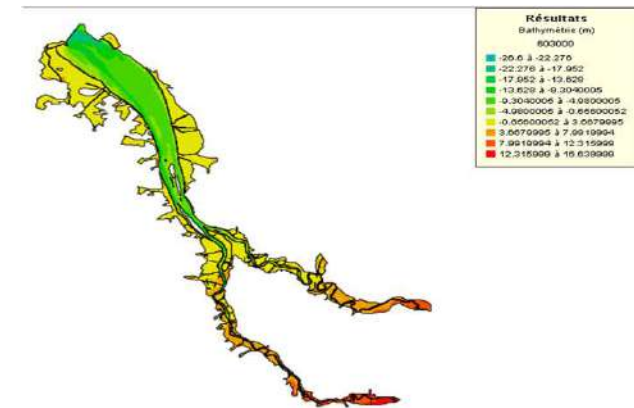 Résultats
Bathymétrie (m)
603000
-26.6 à -22.276
-22.276 à -17.952
-17.952 à -13.628
-13.628 à -9.3040005
-9.3040005 à -4.9800005
-4.9800005 à -0.65600052
-0.65600052 à 3.6679995
3.6679995 à 7.9919994
7.9919994 à 12.315999
12.315999 à 16.639999